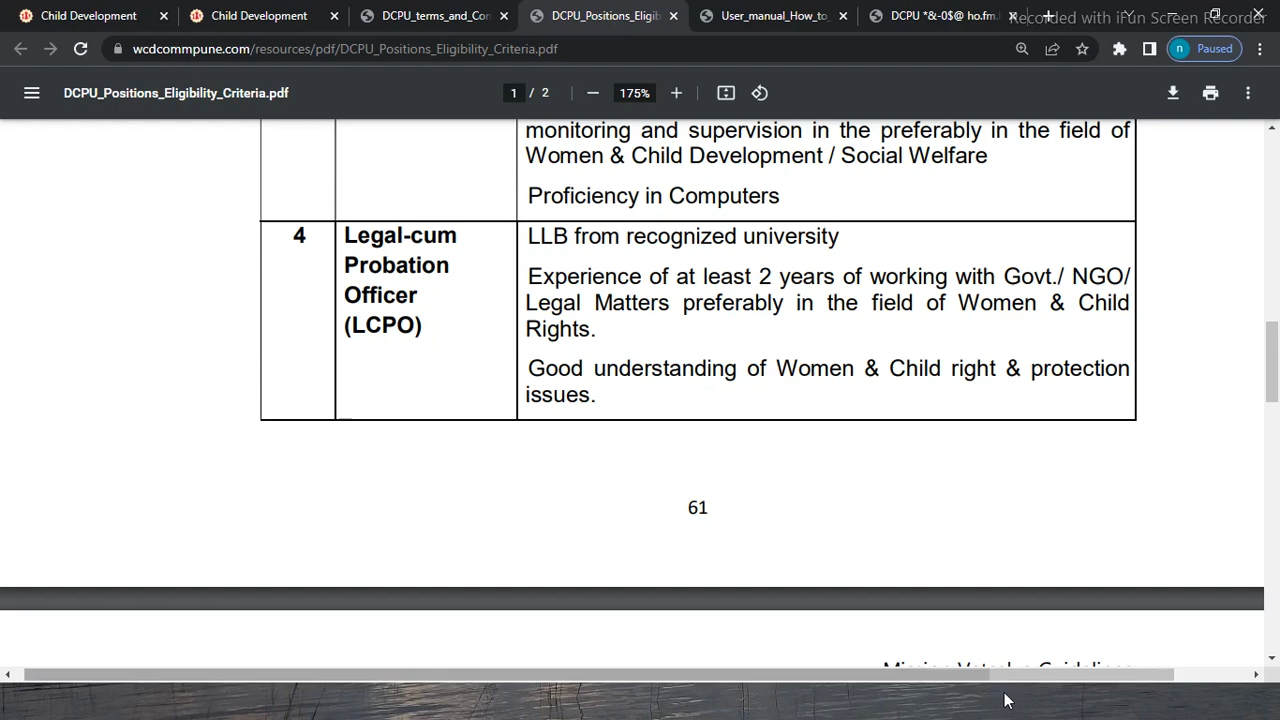 Child Development
Child Development
DCPU_terms_and_Con
DCPU_Positions_Eligib
User_manual_How_to_
DCPU *&-0$@ ho.fm.l
Recorded with iFun Screen Recorder
wcdcommpune.com/resources/pdf/DCPU_Positions_Eligibility_Criteria.pdf
n Paused
DCPU_Positions_Eligibility_Criteria.pdf
1 / 2
175%
monitoring and supervision in the preferably in the field of
Women & Child Development / Social Welfare
Proficiency in Computers
4
Legal-cum
Probation
Officer
(LCPO)
LLB from recognized university
Experience of at least 2 years of working with Govt./ NGO/
Legal Matters preferably in the field of Women & Child
Rights.
Good understanding of Women & Child right & protection
issues.
61